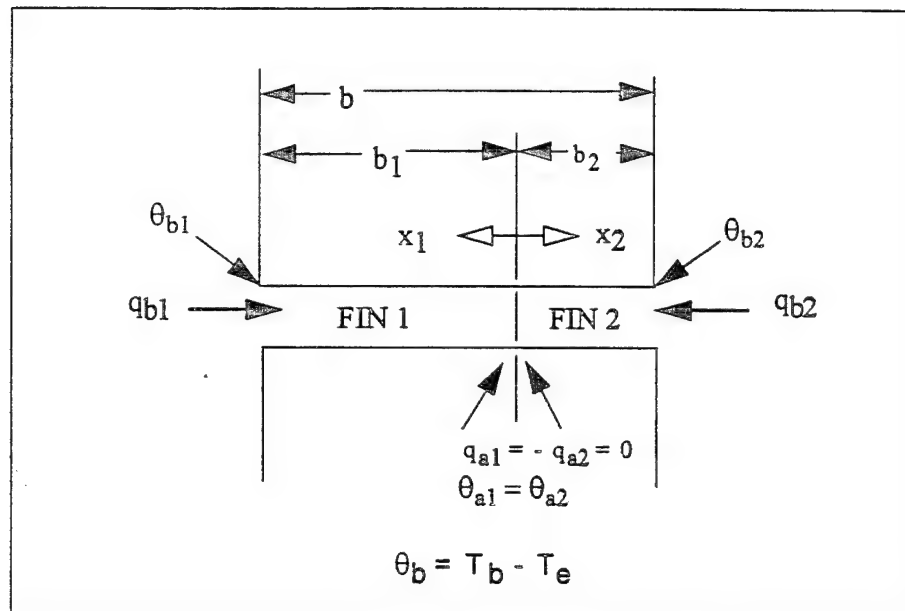 b
b₁ b₂
θb1 x₁ x₂ θb2
qb1 FIN 1 FIN 2 qb2
qa1 = - qa2 = 0
θa1 = θa2
θb = Tb - Te